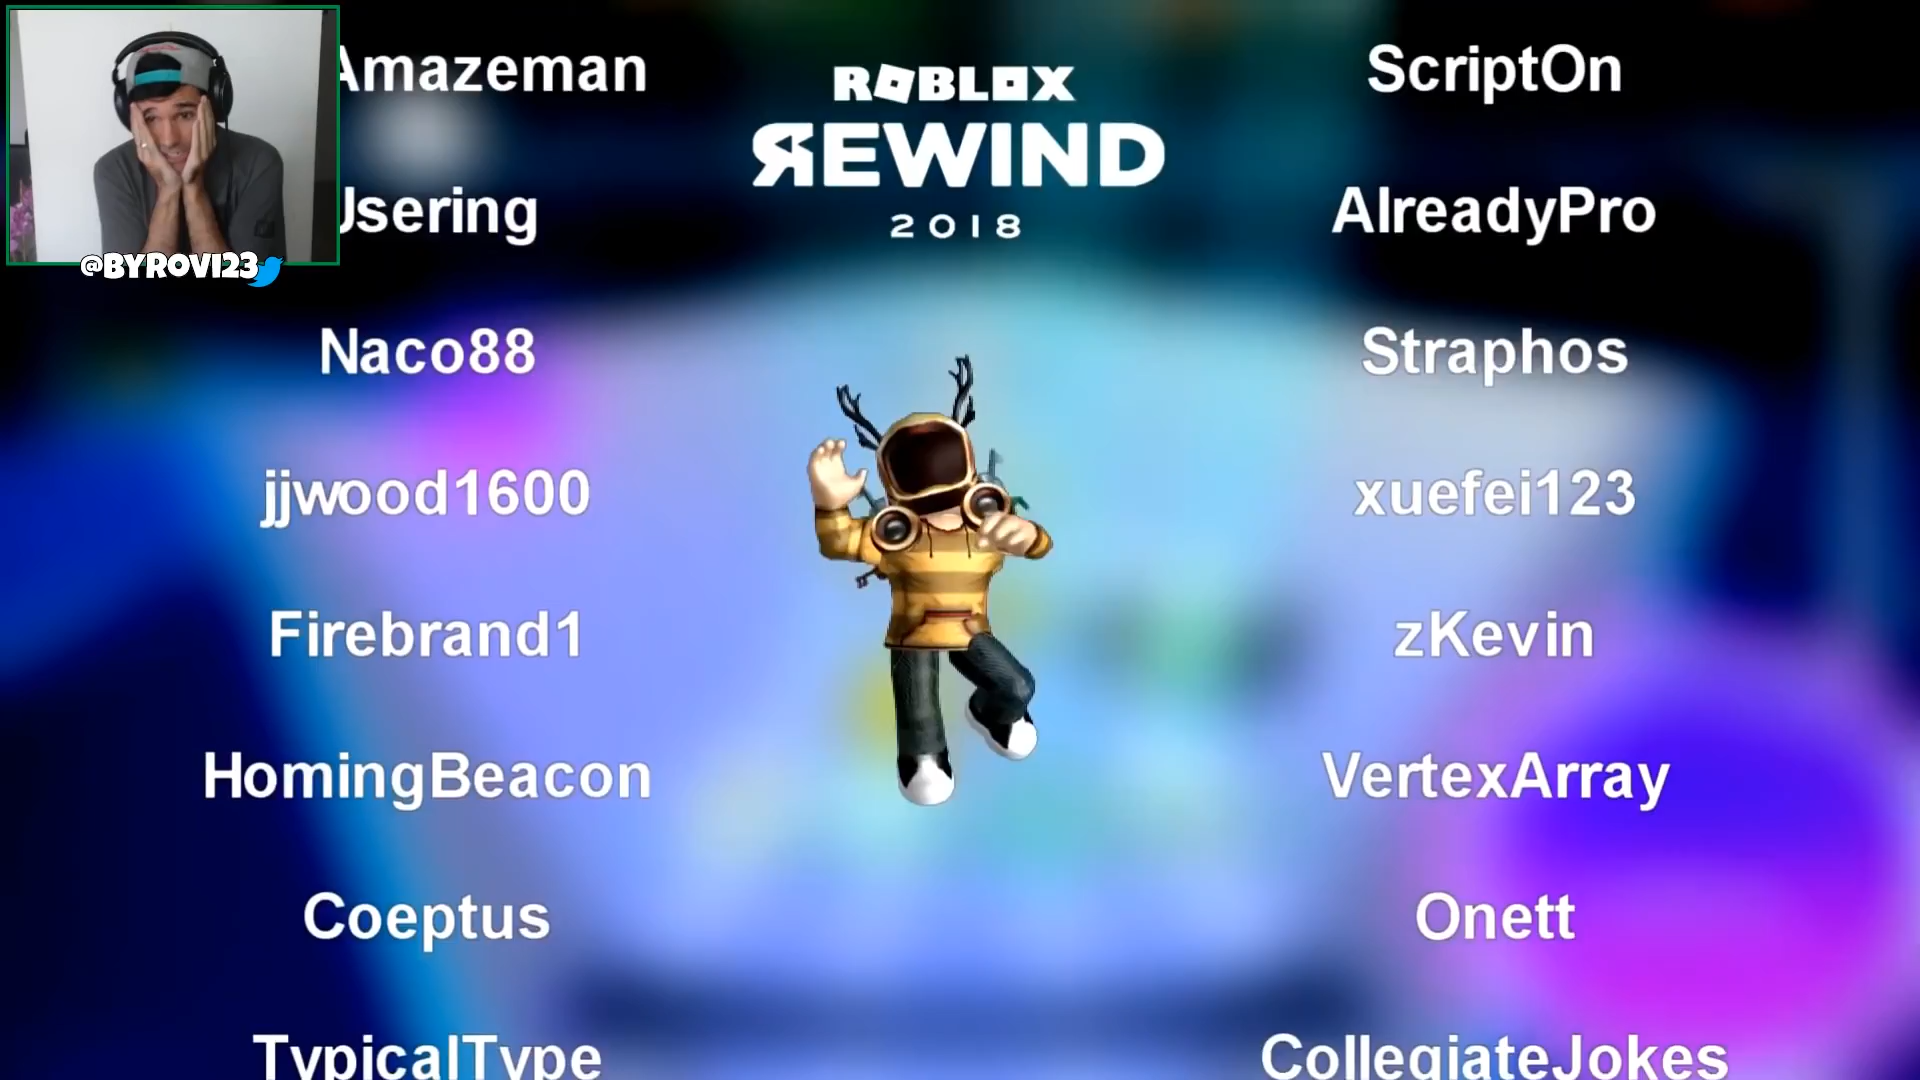 Amazeman
Usering
Naco88
jjwood1600
Firebrand1
HomingBeacon
Coeptus
TypicalType
ROBLOX
REWIND
2018
ScriptOn
AlreadyPro
Straphos
xuefei123
zKevin
VertexArray
Onett
CollegiateJokes
@BYROVI23